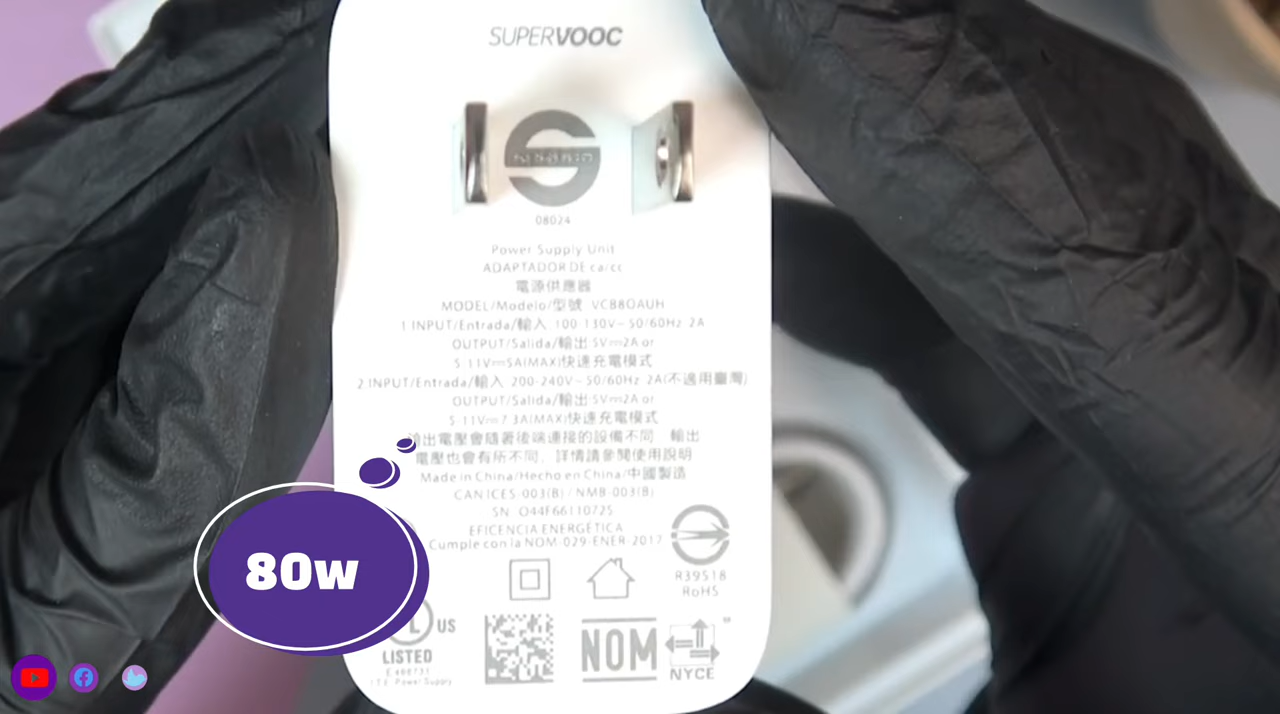 SUPERVOOC
08024
Power Supply Unit
ADAPTADOR DE ca/cc
電源供應器
MODEL/Modelo/型號 VCB8OAUH
1.INPUT/Entrada/輸入 100-130V~50/60Hz 2A
OUTPUT/Salida/輸出:5V⎓2A or
5-11V⎓5A(MAX)快速充電模式
2.INPUT/Entrada/輸入 200-240V~50/60Hz 2A(不適用臺灣)
OUTPUT/Salida/輸出:5V⎓2A or
5-11V⎓7.3A(MAX)快速充電模式
輸出電壓會隨著後端連接的設備不同，輸出
電壓也會有所不同，詳情請參閱使用說明
Made in China/Hecho en China/中國製造
CAN ICES-003(B) / NMB-003(B)
SN: O44F66110725
EFICENCIA ENERGÉTICA
Cumple con la NOM-029-ENER-2017
R39518
RoHS
80w
UL US
LISTED
I.T.E. Power Supply
NOM
NYCE